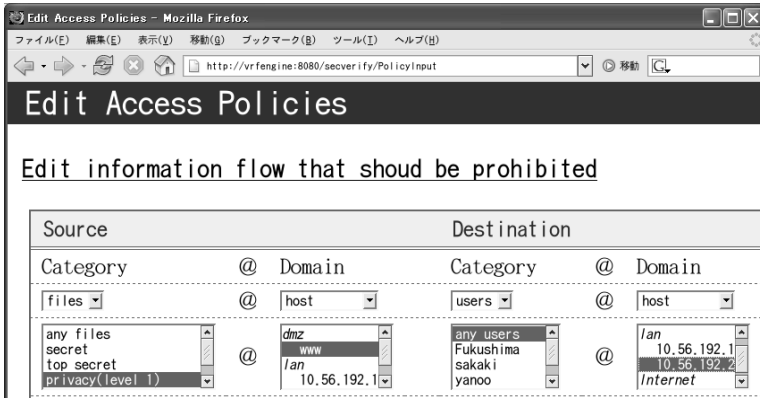 Edit Access Policies - Mozilla Firefox
ファイル(F) 編集(E) 表示(V) 移動(G) ブックマーク(B) ツール(T) ヘルプ(H)
http://vrfengine:8080/secverify/PolicyInput 移動 G
Edit Access Policies
Edit information flow that shoud be prohibited
Source Destination
Category @ Domain Category @ Domain
files @ host users @ host
any files dmz any users lan
secret www Fukushima 10.56.192.1
top secret @ lan sakaki @ 10.56.192.2
privacy(level 1) 10.56.192.1 yanoo Internet